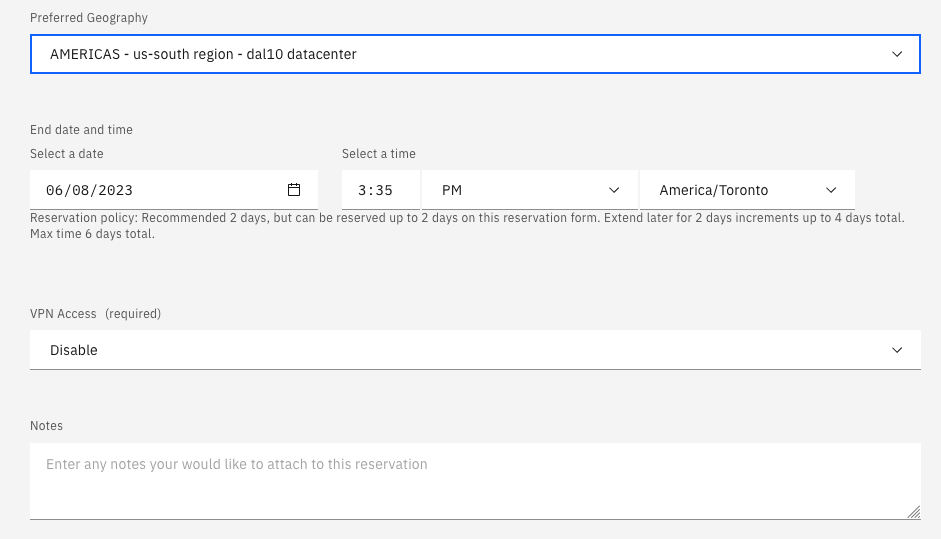 Preferred Geography
AMERICAS - us-south region - dal10 datacenter
End date and time
Select a date
Select a time
06/08/2023
3:35
PM
America/Toronto
Reservation policy: Recommended 2 days, but can be reserved up to 2 days on this reservation form. Extend later for 2 days increments up to 4 days total.
Max time 6 days total.
VPN Access (required)
Disable
Notes
Enter any notes your would like to attach to this reservation